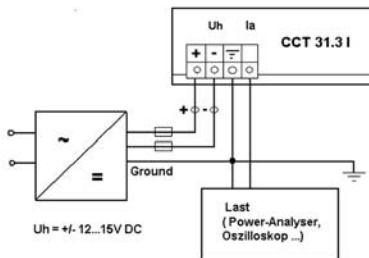 Uh Ia
CCT 31.3 I
+ -
+ -
~
=
Ground
Uh = +/- 12...15V DC
Last
( Power-Analyser,
Oszilloskop ...)